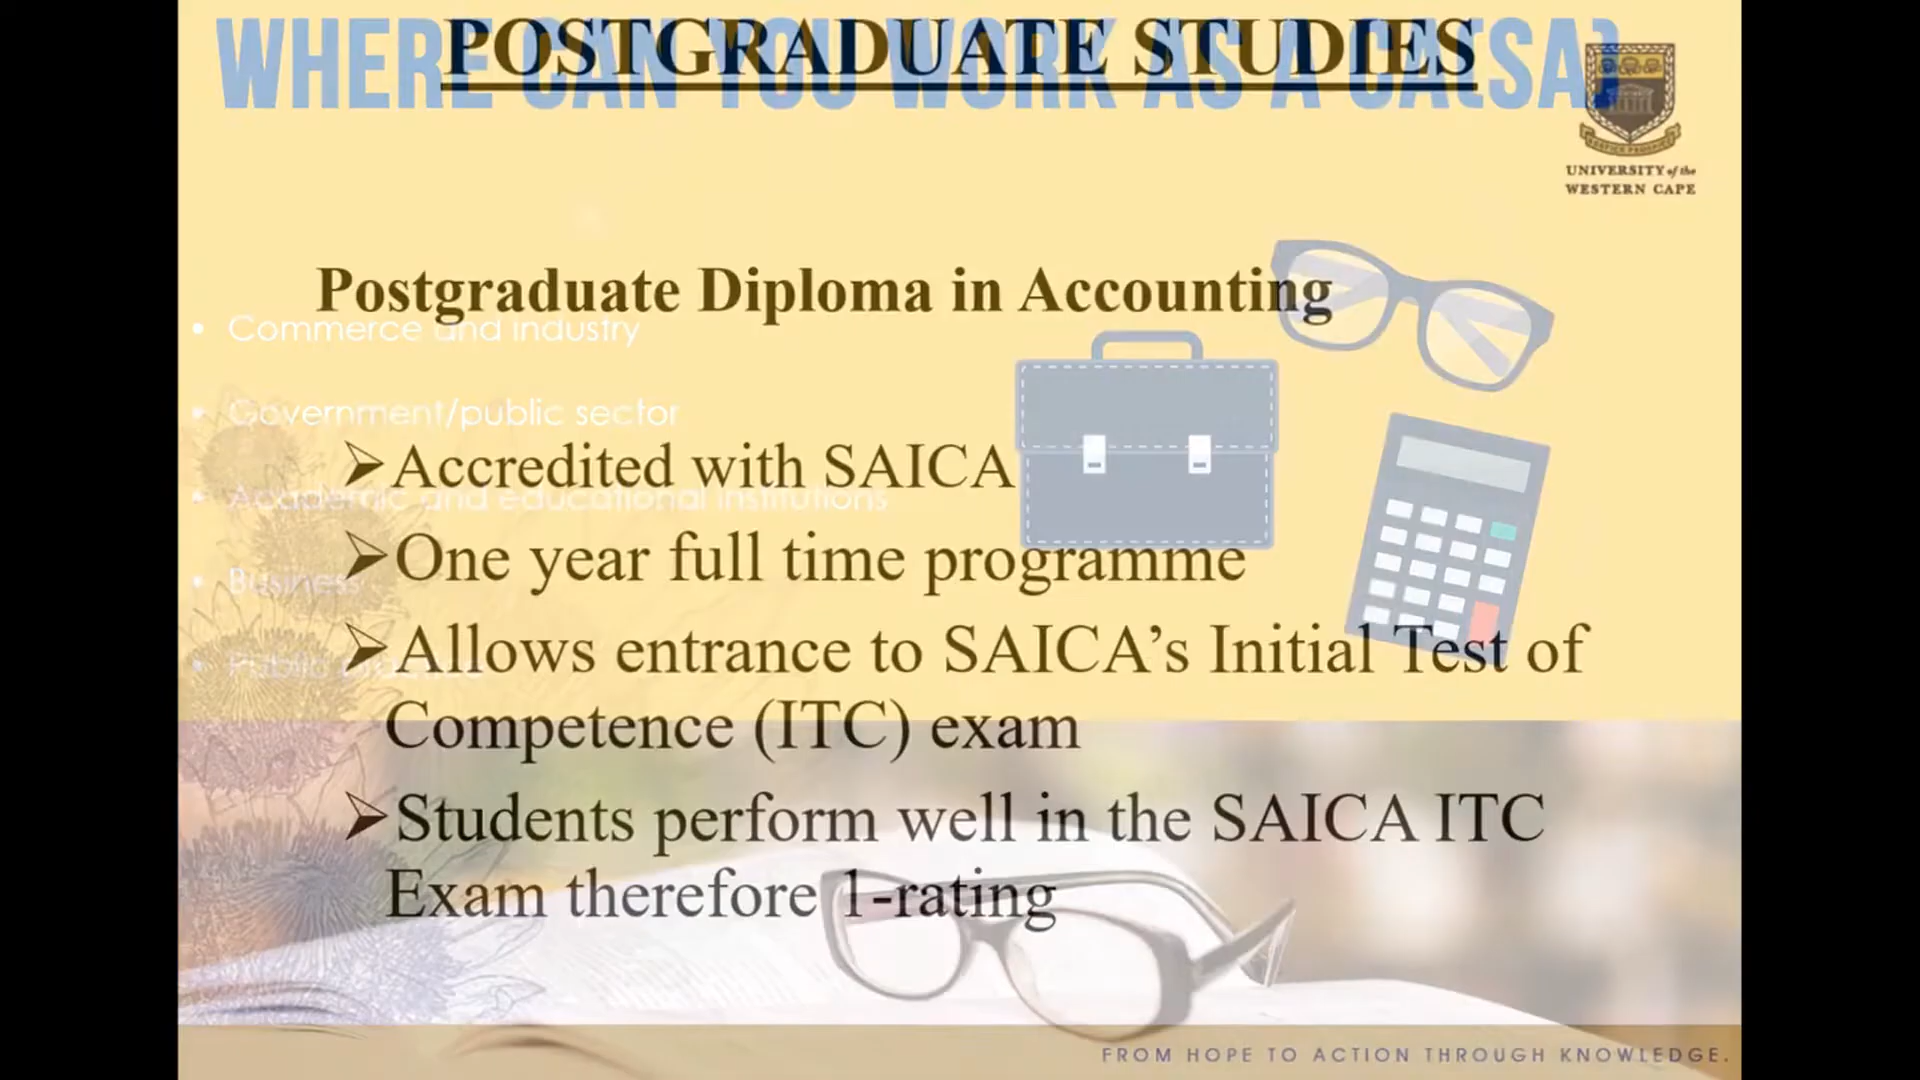 WHERE CAN YOU WORK AS A CA(SA)
POSTGRADUATE STUDIES
UNIVERSITY of the
WESTERN CAPE
Postgraduate Diploma in Accounting
• Commerce and industry
• Government/public sector
➢Accredited with SAICA
• Academic and educational institutions
➢One year full time programme
• Business
➢Allows entrance to SAICA’s Initial Test of
• Public
Competence (ITC) exam
➢Students perform well in the SAICA ITC
Exam therefore 1-rating
FROM HOPE TO ACTION THROUGH KNOWLEDGE.